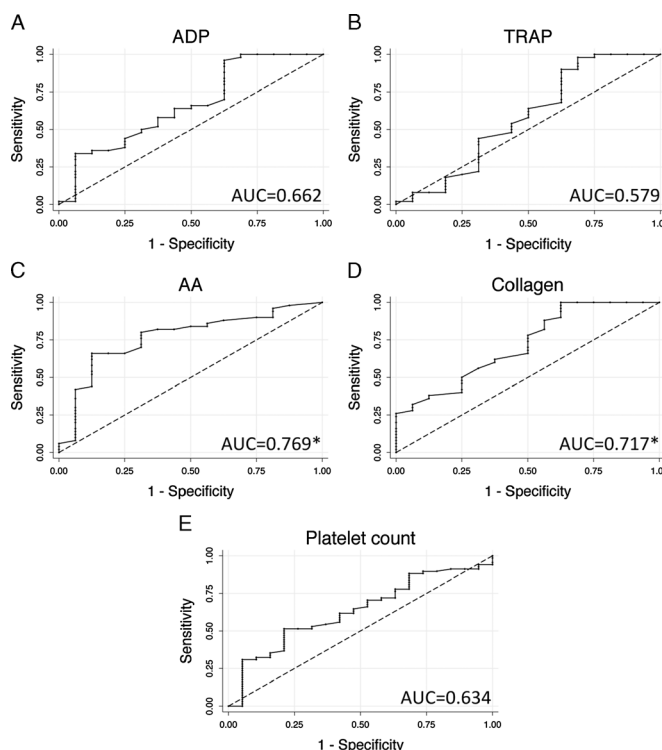 A
ADP
Sensitivity
1.00
0.75
0.50
0.25
0.00
AUC=0.662
0.00 0.25 0.50 0.75 1.00
1 - Specificity
B
TRAP
Sensitivity
1.00
0.75
0.50
0.25
0.00
AUC=0.579
0.00 0.25 0.50 0.75 1.00
1 - Specificity
C
AA
Sensitivity
1.00
0.75
0.50
0.25
0.00
AUC=0.769*
0.00 0.25 0.50 0.75 1.00
1 - Specificity
D
Collagen
Sensitivity
1.00
0.75
0.50
0.25
0.00
AUC=0.717*
0.00 0.25 0.50 0.75 1.00
1 - Specificity
E
Platelet count
Sensitivity
1.00
0.75
0.50
0.25
0.00
AUC=0.634
0.00 0.25 0.50 0.75 1.00
1 - Specificity